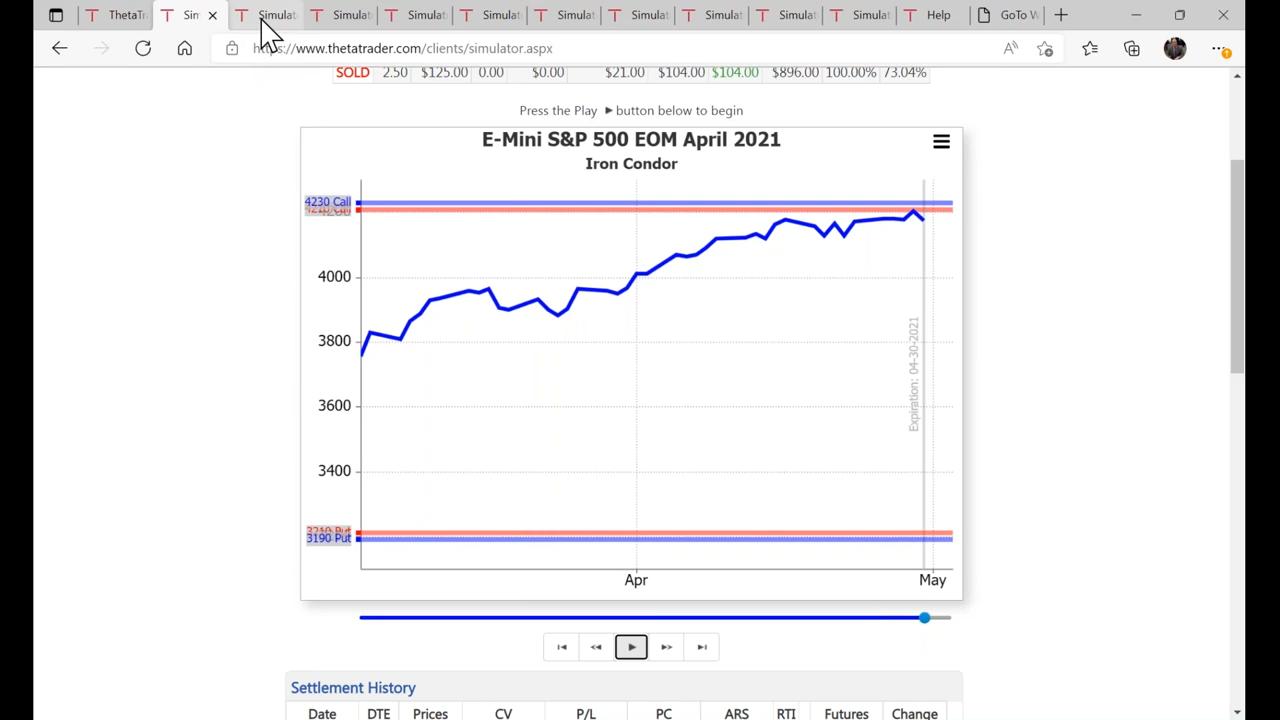 ThetaTr
Sim
Simulat
Simulat
Simulat
Simulat
Simulat
Simulat
Simulat
Simulat
Simulat
Help
GoTo W
https://www.thetatrader.com/clients/simulator.aspx
SOLD 2.50 $125.00 0.00 $0.00 $21.00 $104.00 $104.00 $896.00 100.00% 73.04%
Press the Play ► button below to begin
E-Mini S&P 500 EOM April 2021
Iron Condor
4230 Call
4000
3800
3600
3400
3210 Put
3190 Put
Expiration: 04-30-2021
Apr May
Settlement History
Date DTE Prices CV P/L PC ARS RTI Futures Change